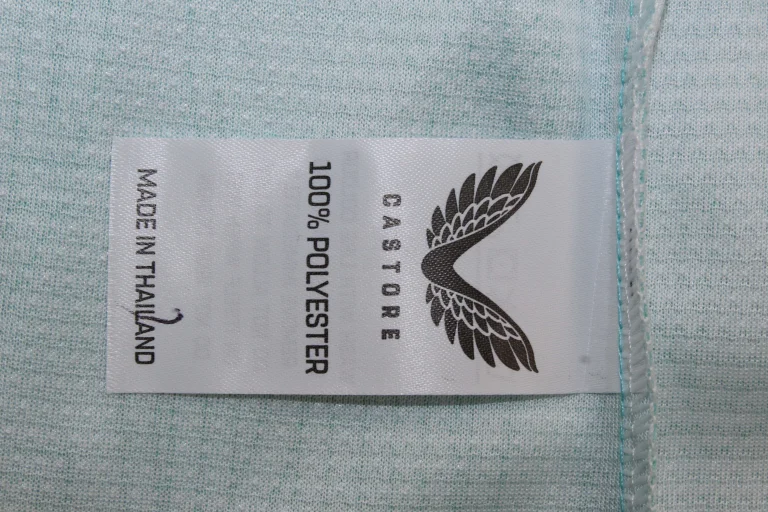 CASTORE
100% POLYESTER
MADE IN THAILAND